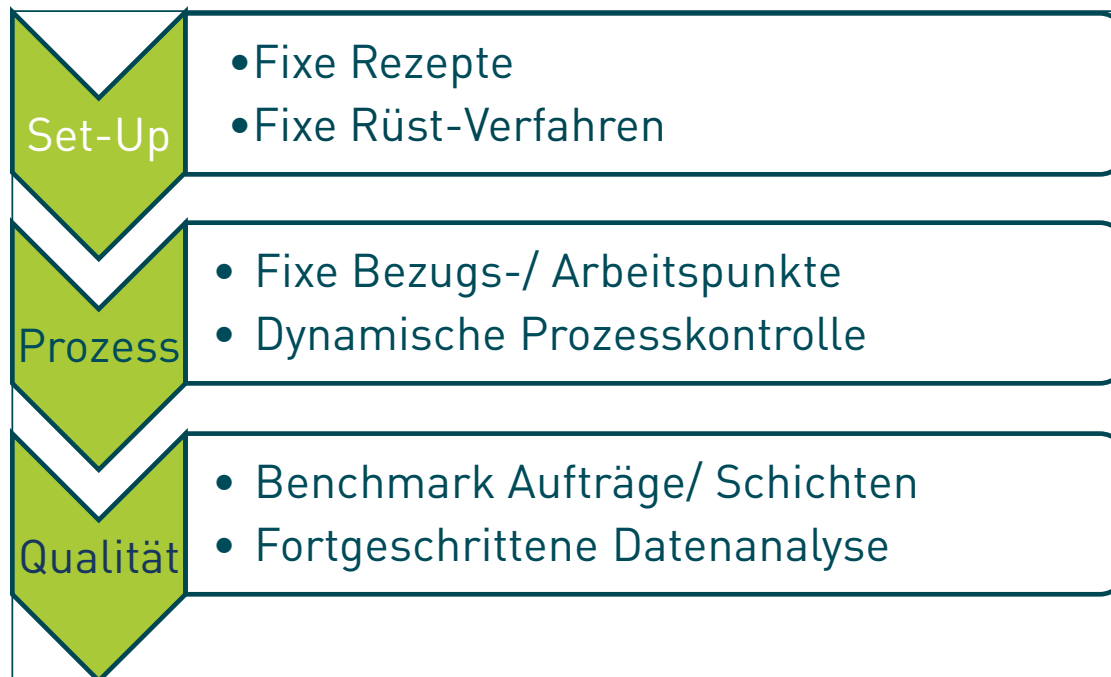 Set-Up
•Fixe Rezepte
•Fixe Rüst-Verfahren
Prozess
• Fixe Bezugs-/ Arbeitspunkte
• Dynamische Prozesskontrolle
Qualität
• Benchmark Aufträge/ Schichten
• Fortgeschrittene Datenanalyse